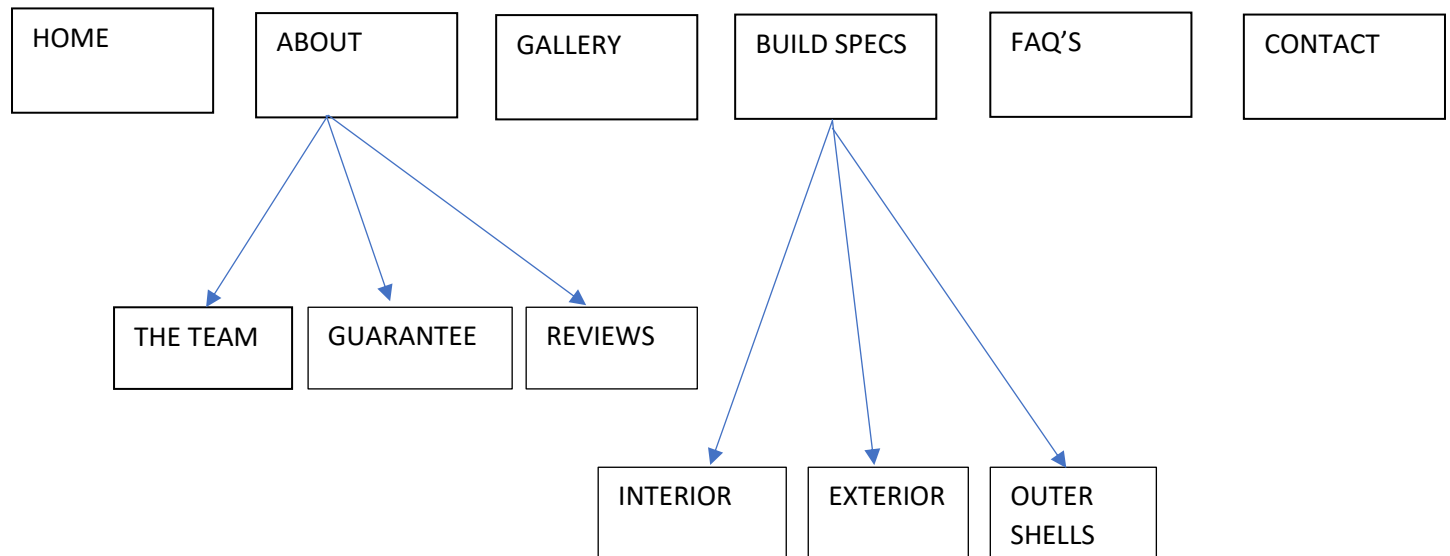 HOME
ABOUT
GALLERY
BUILD SPECS
FAQ’S
CONTACT
THE TEAM
GUARANTEE
REVIEWS
INTERIOR
EXTERIOR
OUTER
SHELLS